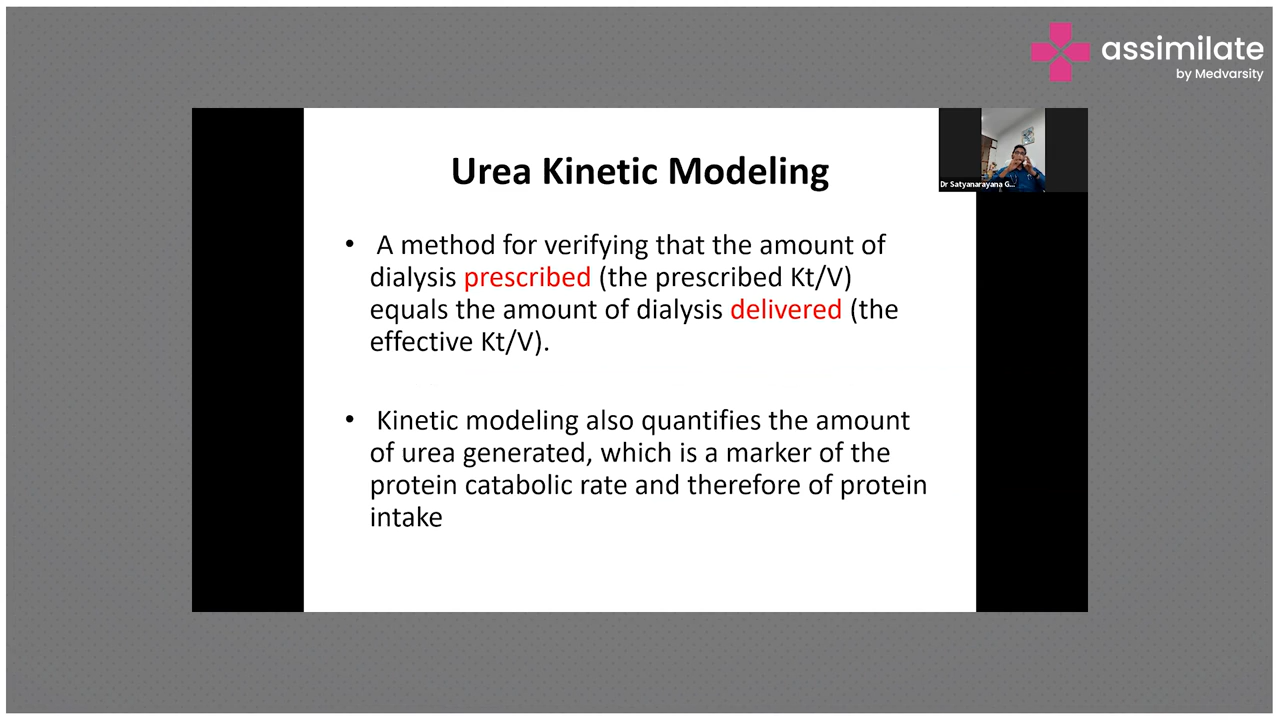 assimilate
by Medvarsity
Urea Kinetic Modeling
Dr Satyanarayana G...
• A method for verifying that the amount of
dialysis prescribed (the prescribed Kt/V)
equals the amount of dialysis delivered (the
effective Kt/V).
• Kinetic modeling also quantifies the amount
of urea generated, which is a marker of the
protein catabolic rate and therefore of protein
intake